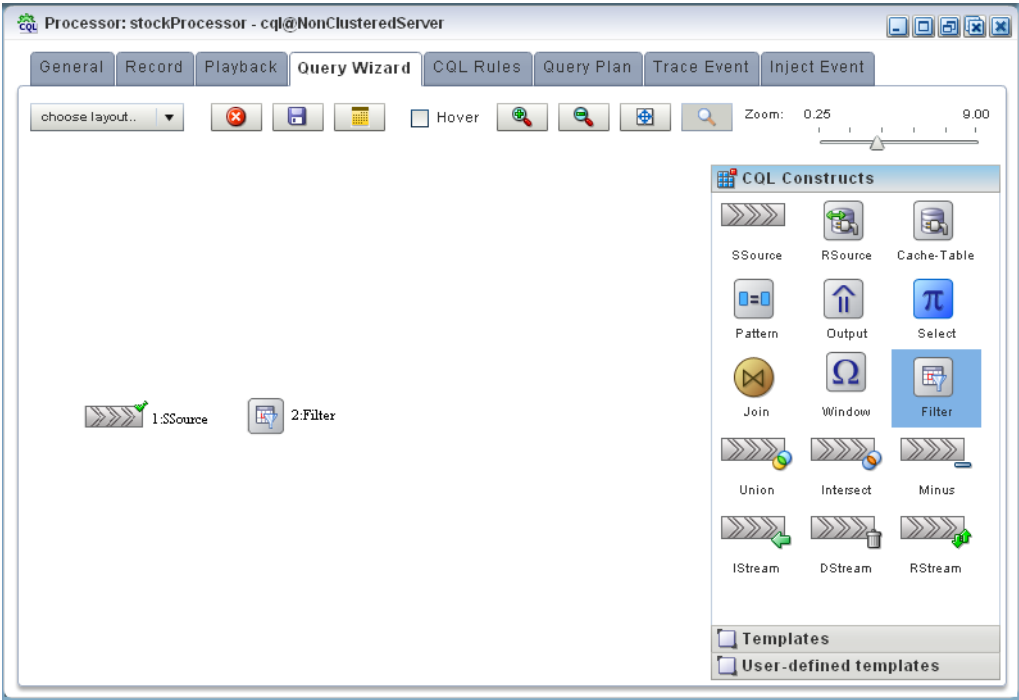 Processor: stockProcessor - cql@NonClusteredServer
General Record Playback Query Wizard CQL Rules Query Plan Trace Event Inject Event
choose layout.. Hover Zoom: 0.25 9.00
CQL Constructs
SSource RSource Cache-Table
Pattern Output Select
Join Window Filter
1:SSource 2:Filter
Union Intersect Minus
IStream DStream RStream
Templates
User-defined templates